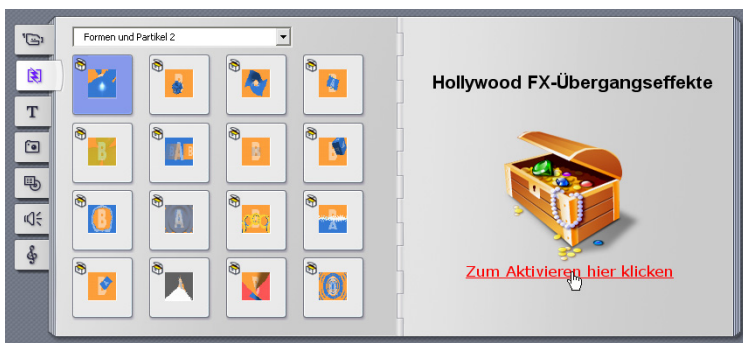 Formen und Partikel 2
Hollywood FX-Übergangseffekte
Zum Aktivieren hier klicken
T
B
A B
B
B
B
A
B
A